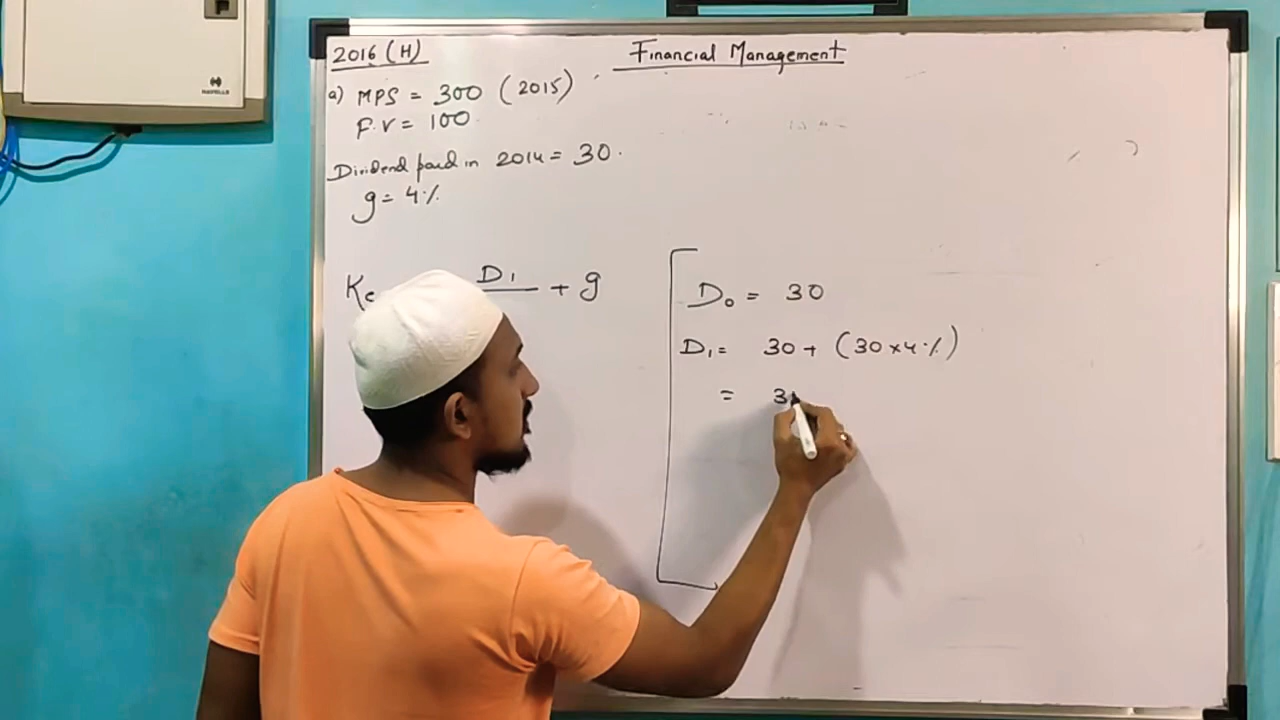 2016 (H)
Financial Management
a) MPS = 300 (2015)
F.V = 100.
Dividend paid in 2014 = 30.
g = 4%
Ke
D1
+ g
D0 = 30
D1 = 30 + (30 x 4%)
=
HAVELLS